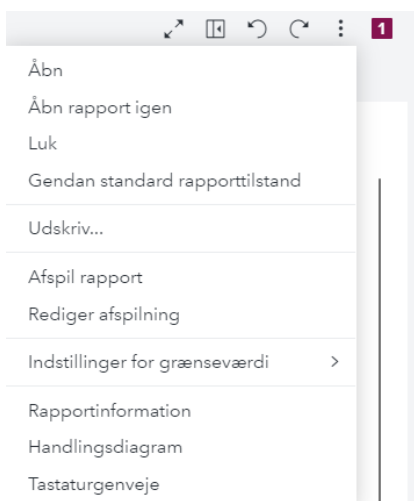 1
Åbn
Åbn rapport igen
Luk
Gendan standard rapporttilstand
Udskriv...
Afspil rapport
Rediger afspilning
Indstillinger for grænseværdi
Rapportinformation
Handlingsdiagram
Tastaturgenveje